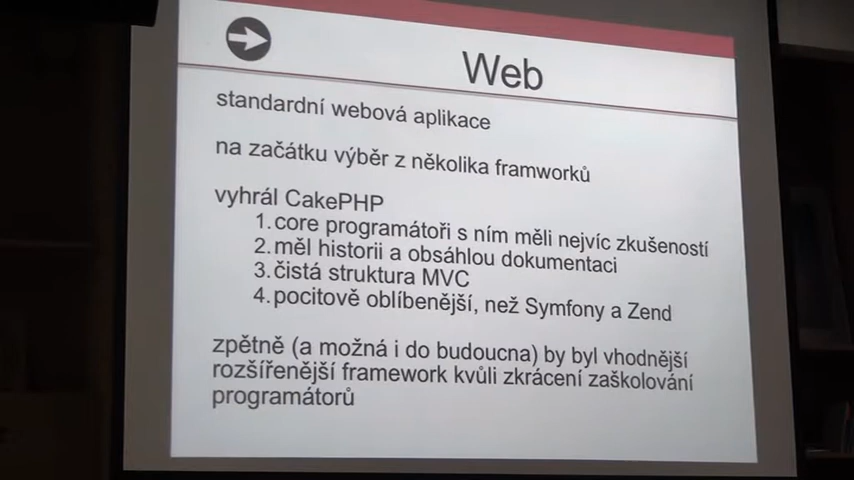 Web
standardní webová aplikace
na začátku výběr z několika framworků
vyhrál CakePHP
1. core programátoři s ním měli nejvíc zkušeností
2. měl historii a obsáhlou dokumentaci
3. čistá struktura MVC
4. pocitově oblíbenější, než Symfony a Zend
zpětně (a možná i do budoucna) by byl vhodnější
rozšířenější framework kvůli zkrácení zaškolování
programátorů